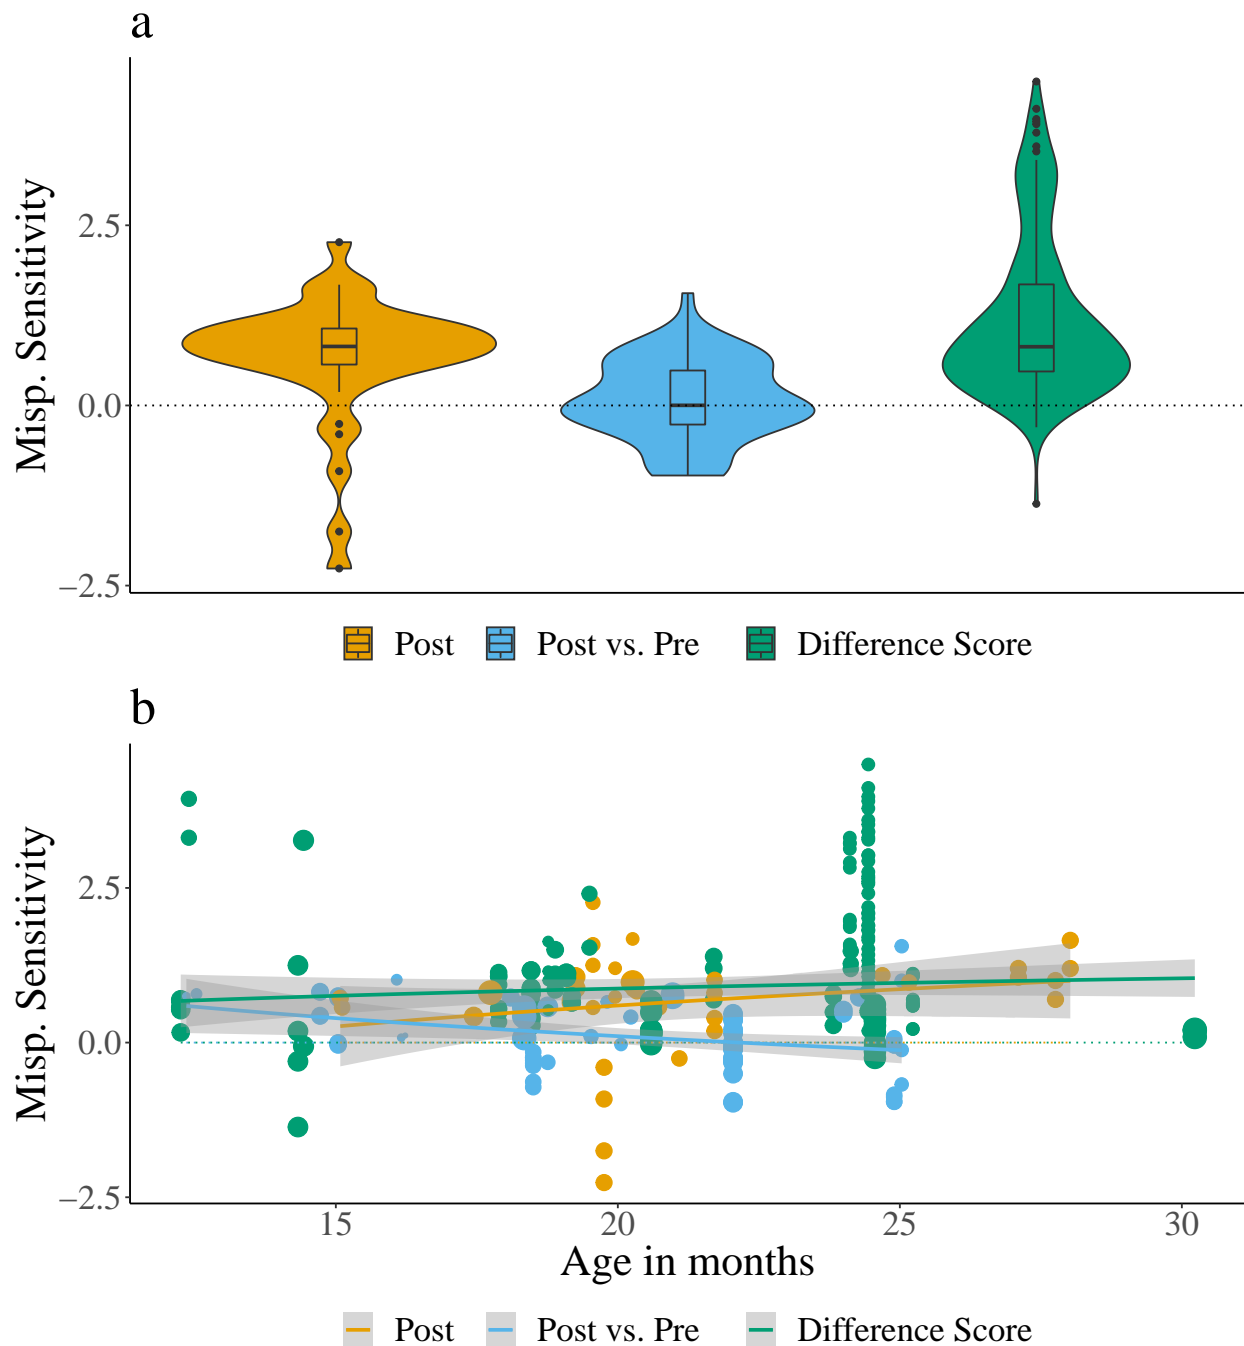 a
Misp. Sensitivity
2.5
0.0
−2.5
Post Post vs. Pre Difference Score
b
Misp. Sensitivity
2.5
0.0
−2.5
15 20 25 30
Age in months
Post Post vs. Pre Difference Score